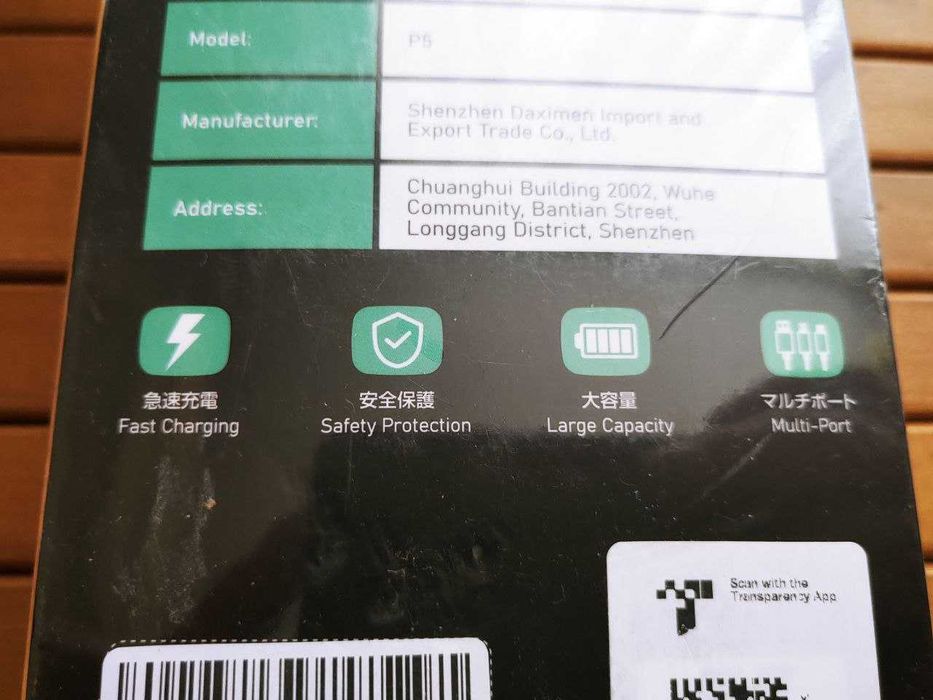 Model:
P5
Manufacturer:
Shenzhen Daximen Import and
Export Trade Co., Ltd.
Address:
Chuanghui Building 2002, Wuhe
Community, Bantian Street,
Longgang District, Shenzhen
急速充電
Fast Charging
安全保護
Safety Protection
大容量
Large Capacity
マルチポート
Multi-Port
Scan with the
Transparency App